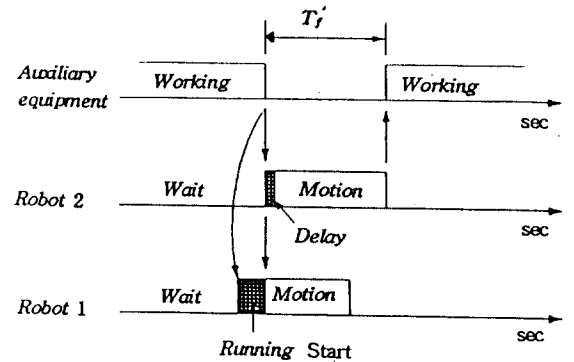 T_f'
Auxiliary
equipment
Working
Working
sec
Robot 2
Wait
Motion
Delay
sec
Robot 1
Wait
Motion
Running Start
sec